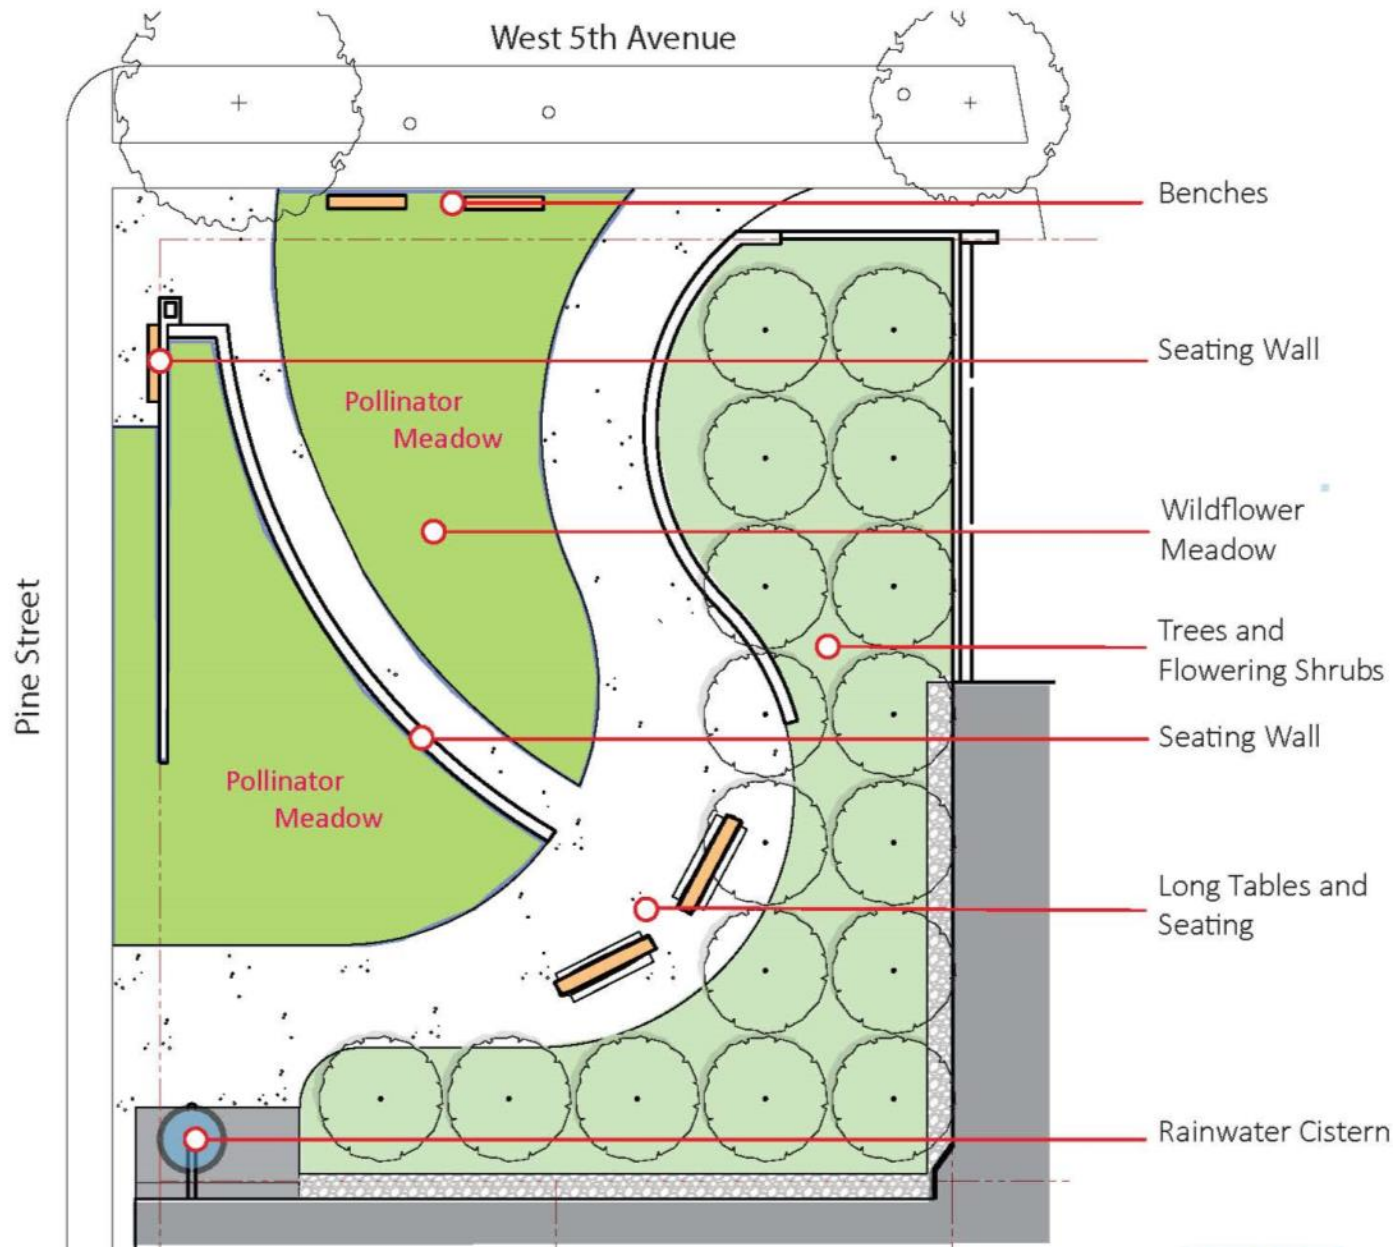 West 5th Avenue
Benches
Seating Wall
Pollinator
Meadow
Wildflower
Meadow
Pine Street
Trees and
Flowering Shrubs
Seating Wall
Pollinator
Meadow
Long Tables and
Seating
Rainwater Cistern